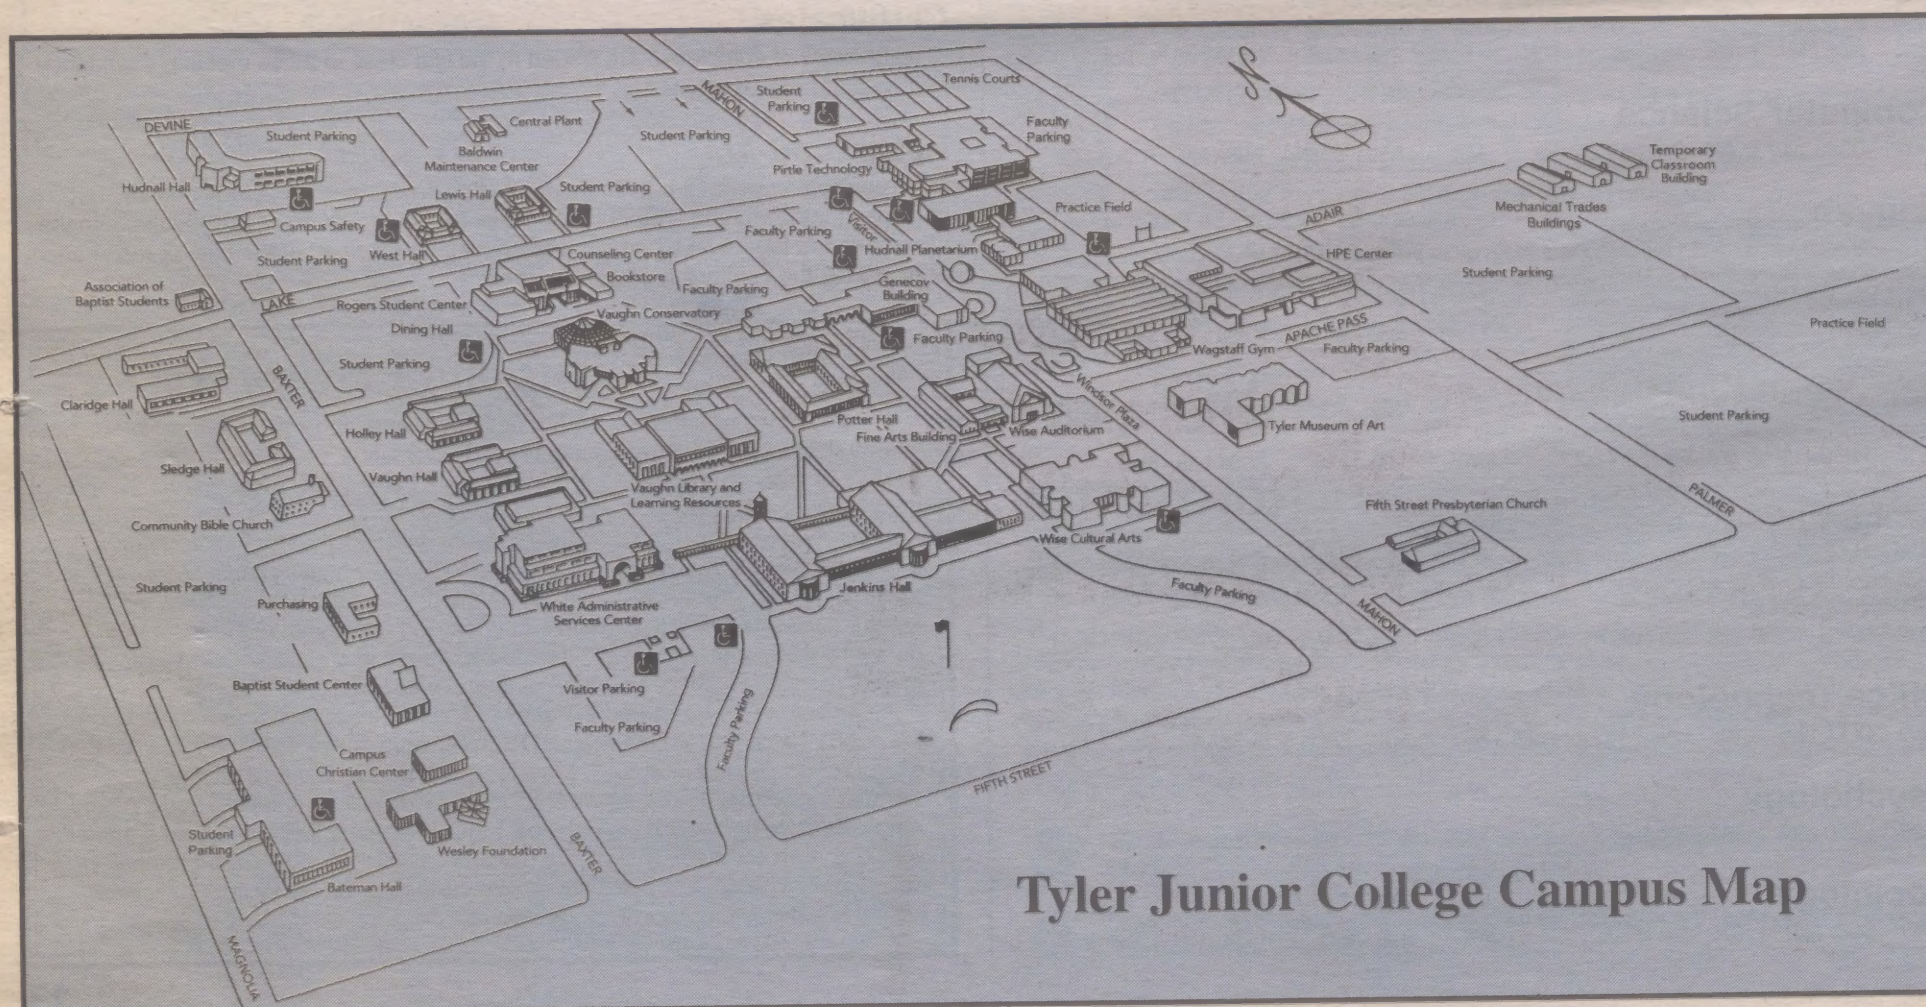 Tennis Courts
MAHON
Student
Parking
DEVINE
Student Parking
Central Plant
Student Parking
Faculty
Parking
Baldwin
Maintenance Center
Pirtle Technology
Temporary
Classroom
Building
Hudnall Hall
Lewis Hall
Student Parking
Mechanical Trades
Buildings
Practice Field
ADAIR
Campus Safety
West Hall
Faculty Parking
Visitor
Student Parking
Counseling Center
Hudnall Planetarium
HPE Center
Student Parking
Association of
Baptist Students
LAKE
Rogers Student Center
Bookstore
Faculty Parking
Genecov
Building
Vaughn Conservatory
Dining Hall
Student Parking
Faculty Parking
APACHE PASS
Wagstaff Gym
Faculty Parking
Practice Field
BAXTER
Claridge Hall
Windsor Plaza
Holley Hall
Potter Hall
Fine Arts Building
Wise Auditorium
Tyler Museum of Art
Student Parking
Sledge Hall
Vaughn Hall
Vaughn Library and
Learning Resources
PALMER
Fifth Street Presbyterian Church
Community Bible Church
Wise Cultural Arts
Student Parking
Purchasing
White Administrative
Services Center
Jenkins Hall
Faculty Parking
MAHON
Baptist Student Center
Visitor Parking
Faculty Parking
Faculty Parking
Campus
Christian Center
FIFTH STREET
Student
Parking
Wesley Foundation
BAXTER
Bateman Hall
MAGNOLIA
N
Tyler Junior College Campus Map